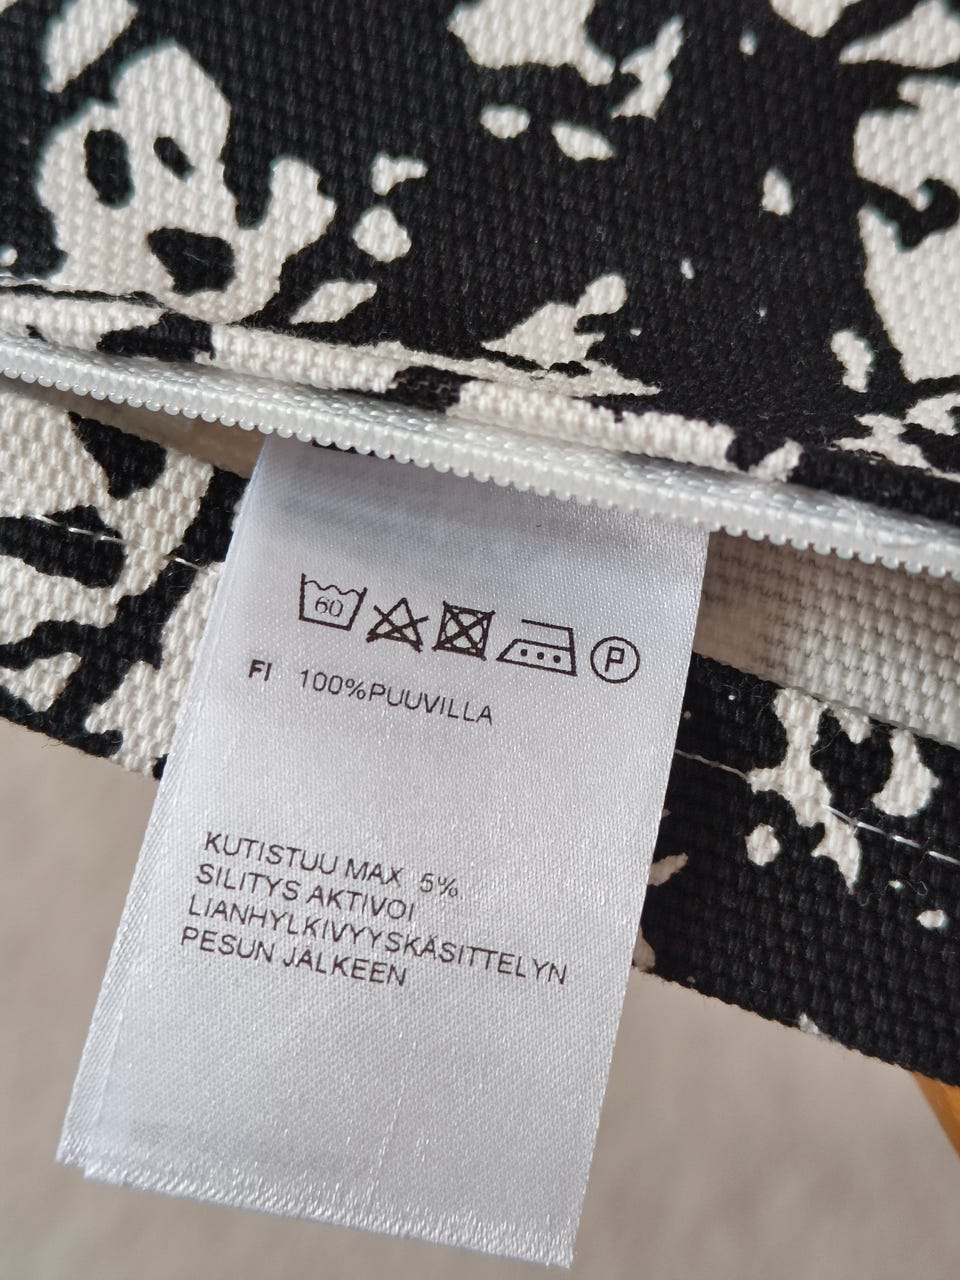 60
P
FI 100%PUUVILLA
KUTISTUU MAX 5%
SILITYS AKTIVOI
LIANHYLKIVYYSKÄSITTELYN
PESUN JÄLKEEN